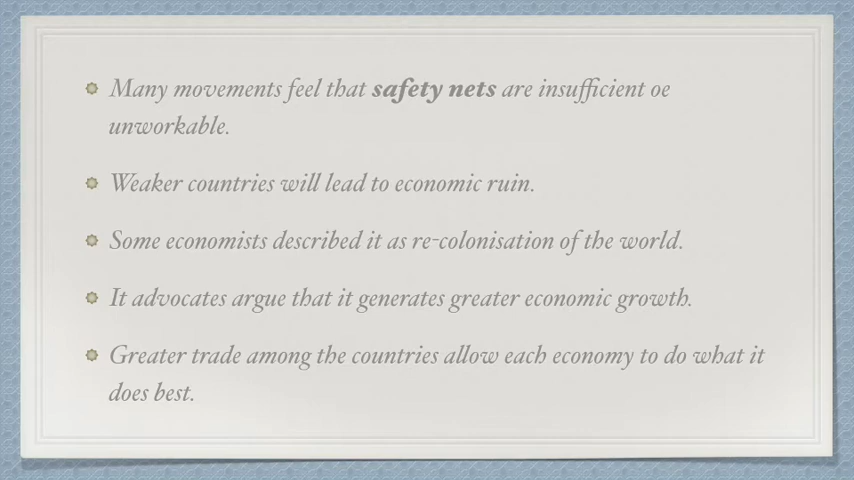 Many movements feel that safety nets are insufficient oe
unworkable.
Weaker countries will lead to economic ruin.
Some economists described it as re-colonisation of the world.
It advocates argue that it generates greater economic growth.
Greater trade among the countries allow each economy to do what it
does best.